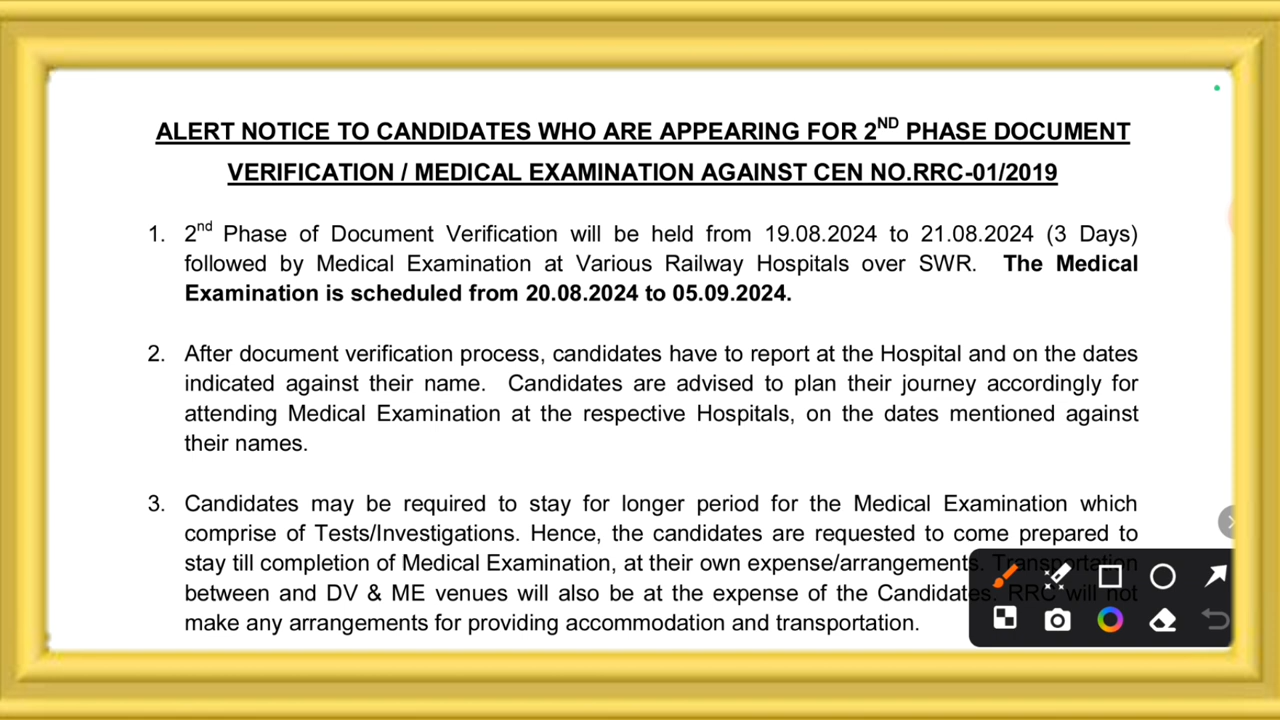 ALERT NOTICE TO CANDIDATES WHO ARE APPEARING FOR 2ND PHASE DOCUMENT
VERIFICATION / MEDICAL EXAMINATION AGAINST CEN NO.RRC-01/2019
1. 2nd Phase of Document Verification will be held from 19.08.2024 to 21.08.2024 (3 Days)
followed by Medical Examination at Various Railway Hospitals over SWR. The Medical
Examination is scheduled from 20.08.2024 to 05.09.2024.
2. After document verification process, candidates have to report at the Hospital and on the dates
indicated against their name. Candidates are advised to plan their journey accordingly for
attending Medical Examination at the respective Hospitals, on the dates mentioned against
their names.
3. Candidates may be required to stay for longer period for the Medical Examination which
comprise of Tests/Investigations. Hence, the candidates are requested to come prepared to
stay till completion of Medical Examination, at their own expense/arrangements. Transportation
between and DV & ME venues will also be at the expense of the Candidates. RRC will not
make any arrangements for providing accommodation and transportation.